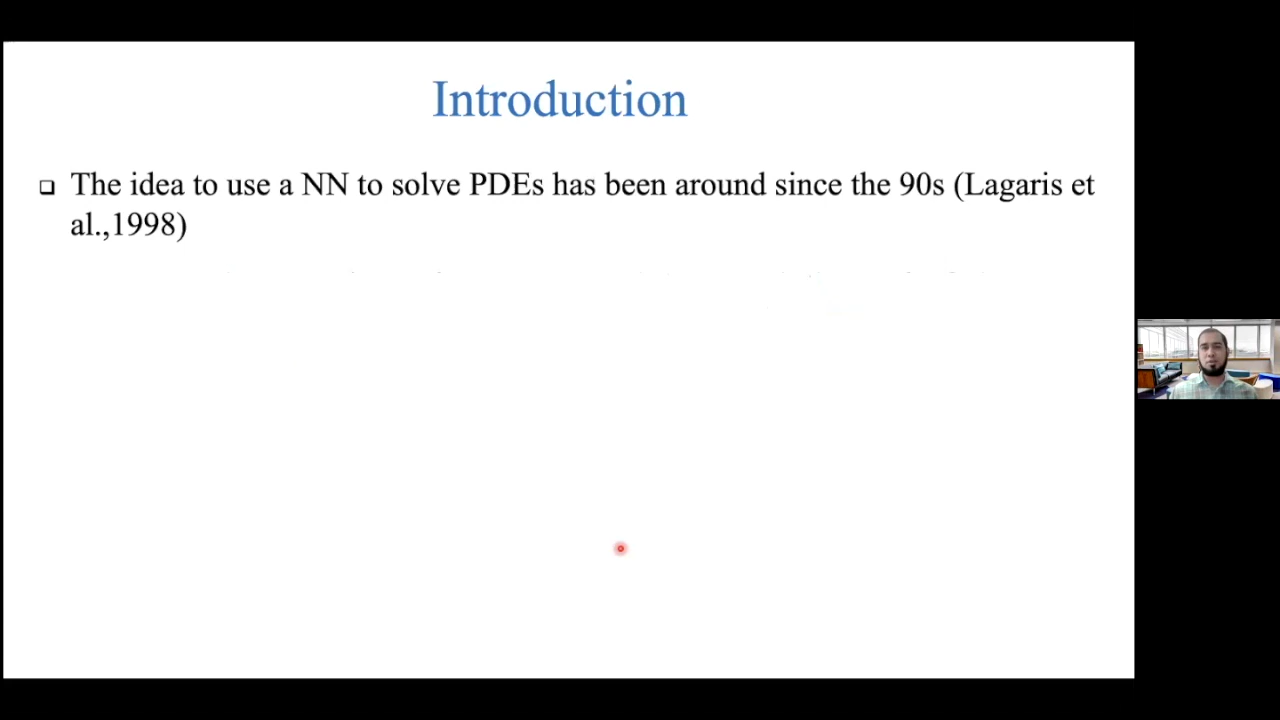 Introduction
The idea to use a NN to solve PDEs has been around since the 90s (Lagaris et
al.,1998)